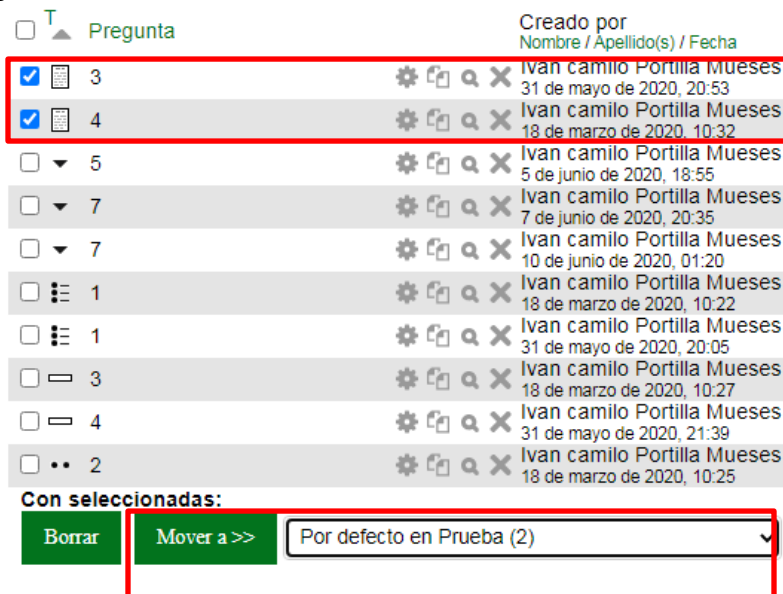 T Pregunta Creado por
Nombre / Apellido(s) / Fecha
3 Ivan camilo Portilla Mueses
31 de mayo de 2020, 20:53
4 Ivan camilo Portilla Mueses
18 de marzo de 2020, 10:32
5 Ivan camilo Portilla Mueses
5 de junio de 2020, 18:55
7 Ivan camilo Portilla Mueses
7 de junio de 2020, 20:35
7 Ivan camilo Portilla Mueses
10 de junio de 2020, 01:20
1 Ivan camilo Portilla Mueses
18 de marzo de 2020, 10:22
1 Ivan camilo Portilla Mueses
31 de mayo de 2020, 20:05
3 Ivan camilo Portilla Mueses
18 de marzo de 2020, 10:27
4 Ivan camilo Portilla Mueses
31 de mayo de 2020, 21:39
2 Ivan camilo Portilla Mueses
18 de marzo de 2020, 10:25
Con seleccionadas:
Borrar Mover a >> Por defecto en Prueba (2)